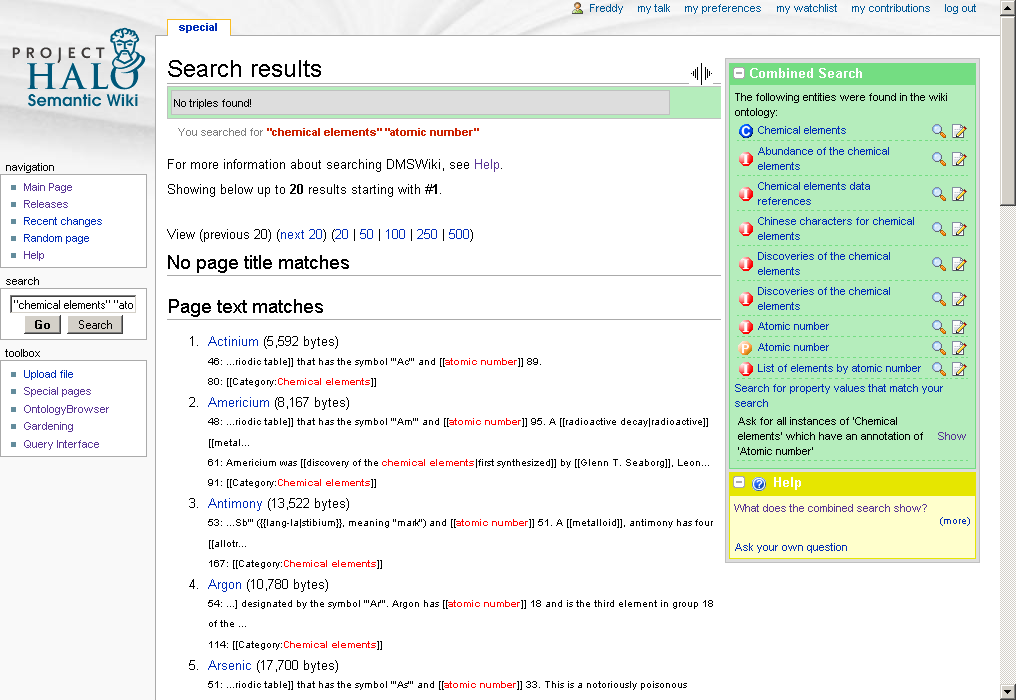 Freddy my talk my preferences my watchlist my contributions log out
PROJECT
HALO
Semantic Wiki
special
navigation
Main Page
Releases
Recent changes
Random page
Help
search
"chemical elements" "ato
Go Search
toolbox
Upload file
Special pages
OntologyBrowser
Gardening
Query Interface
Search results
No triples found!
You searched for "chemical elements" "atomic number"
For more information about searching DMSWiki, see Help.
Showing below up to 20 results starting with #1.
View (previous 20) (next 20) (20 | 50 | 100 | 250 | 500)
No page title matches
Page text matches
1. Actinium (5,592 bytes)
46: ...riodic table]] that has the symbol '''Ac''' and [[atomic number]] 89.
80: [[Category:Chemical elements]]
2. Americium (8,167 bytes)
48: ...riodic table]] that has the symbol '''Am''' and [[atomic number]] 95. A [[radioactive decay|radioactive]]
[[metal...
61: Americium was [[discovery of the chemical elements|first synthesized]] by [[Glenn T. Seaborg]], Leon...
91: [[Category:Chemical elements]]
3. Antimony (13,522 bytes)
53: ...Sb''' ({{lang-la|stibium}}, meaning "mark") and [[atomic number]] 51. A [[metalloid]], antimony has four
[[allotr...
167: [[Category:Chemical elements]]
4. Argon (10,780 bytes)
54: ...] designated by the symbol '''Ar'''. Argon has [[atomic number]] 18 and is the third element in group 18
of the ...
114: [[Category:Chemical elements]]
5. Arsenic (17,700 bytes)
51: ...riodic table]] that has the symbol '''As''' and [[atomic number]] 33. This is a notoriously poisonous
Combined Search
The following entities were found in the wiki
ontology:
C Chemical elements
I Abundance of the chemical
elements
I Chemical elements data
references
I Chinese characters for chemical
elements
I Discoveries of the chemical
elements
I Discoveries of the chemical
elements
I Atomic number
P Atomic number
I List of elements by atomic number
Search for property values that match your
search
Ask for all instances of 'Chemical
elements' which have an annotation of Show
'Atomic number'
? Help
What does the combined search show?
(more)
Ask your own question